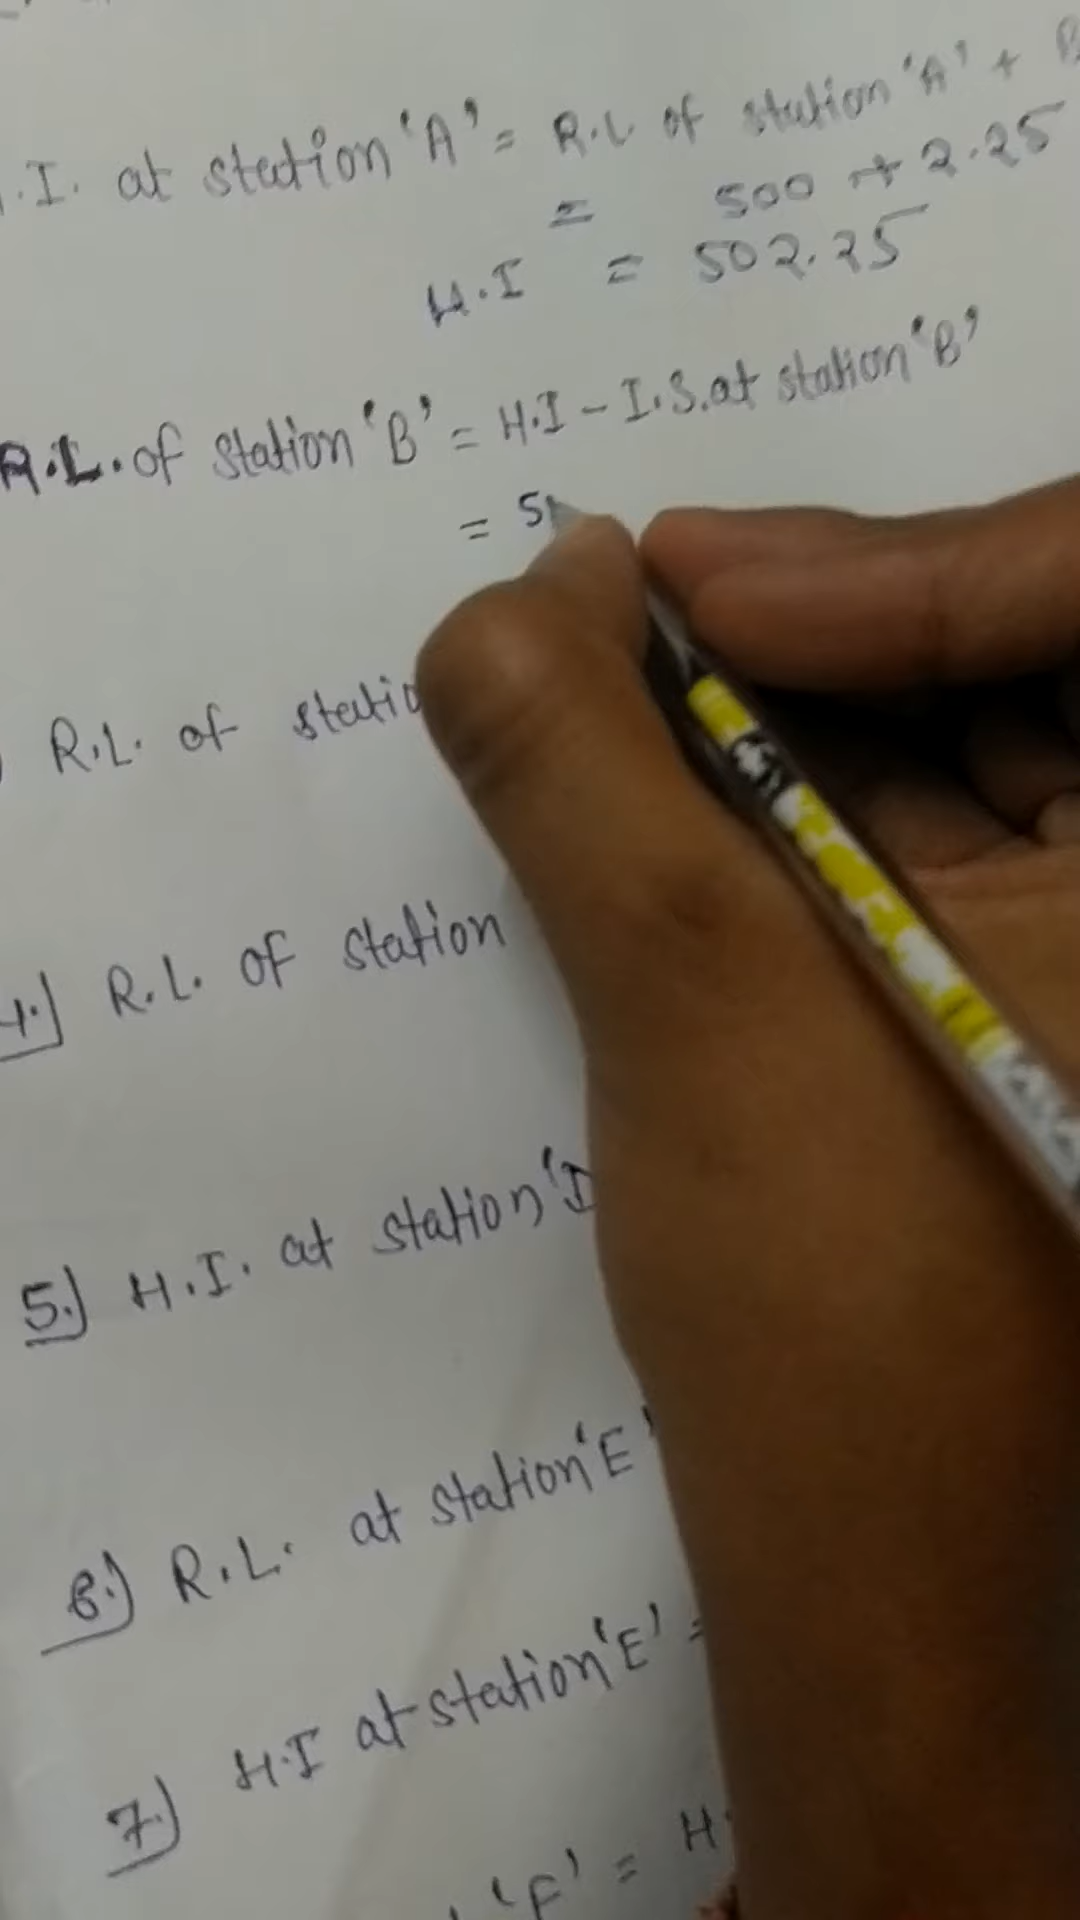 .I. at station 'A' = R.L of station 'A' +
= 500 + 2.25
H.I = 502.25
R.L. of station 'B' = H.I - I.S. at station 'B'
= 5
R.L. of statio
4.) R.L. of station
5.) H.I. at station 'D
6.) R.L. at station 'E'
7.) H.I at station 'E' =
'F' = H